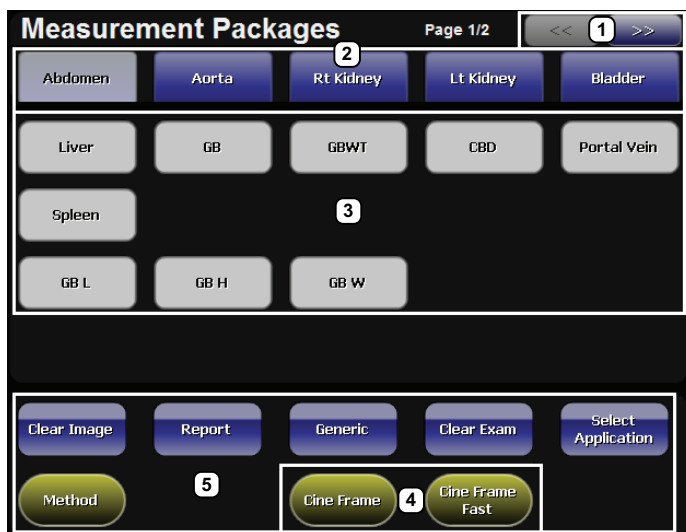 Measurement Packages Page 1/2 << 1 >>
2
Abdomen Aorta Rt Kidney Lt Kidney Bladder
Liver GB GBWT CBD Portal Vein
Spleen 3
GB L GB H GB W
Clear Image Report Generic Clear Exam Select Application
Method 5 Cine Frame 4 Cine Frame Fast